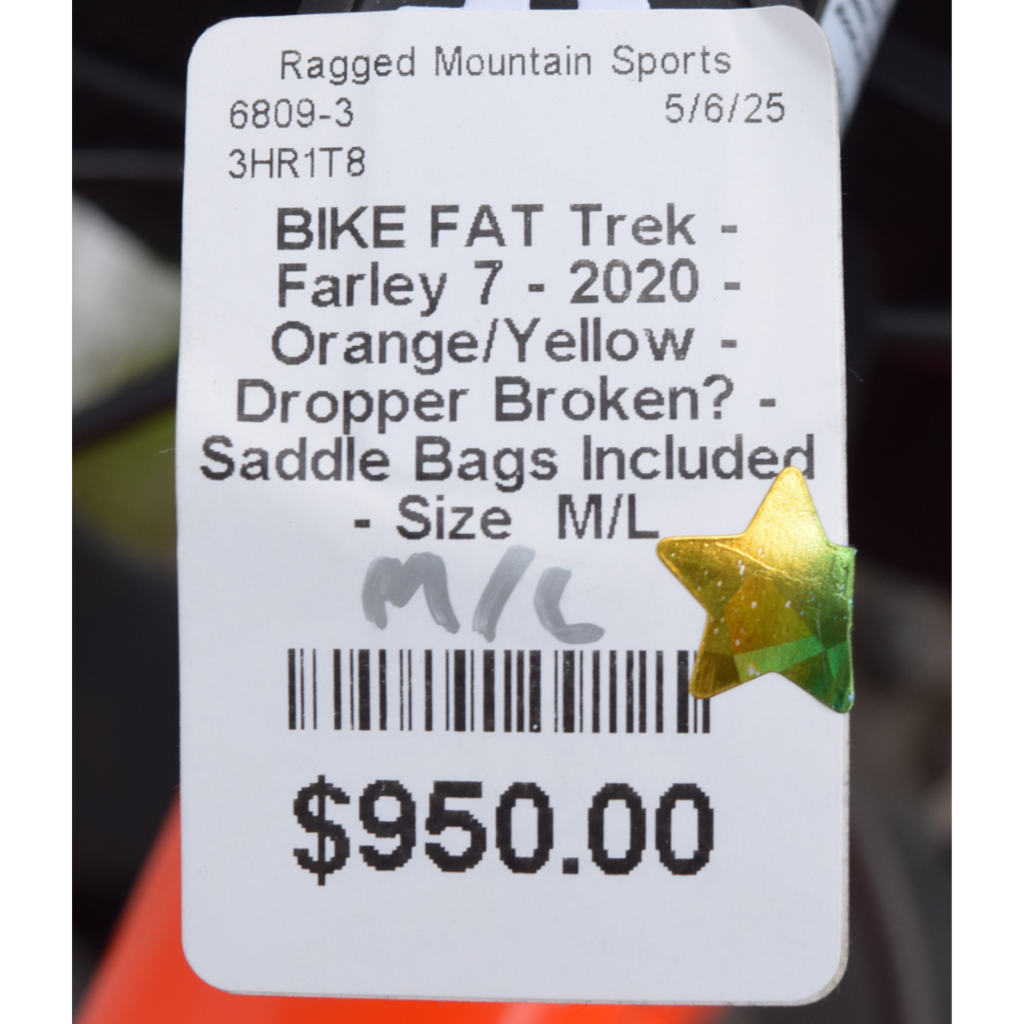 Ragged Mountain Sports
6809-3 5/6/25
3HR1T8
BIKE FAT Trek -
Farley 7 - 2020 -
Orange/Yellow -
Dropper Broken? -
Saddle Bags Included
- Size M/L
M/L
$950.00